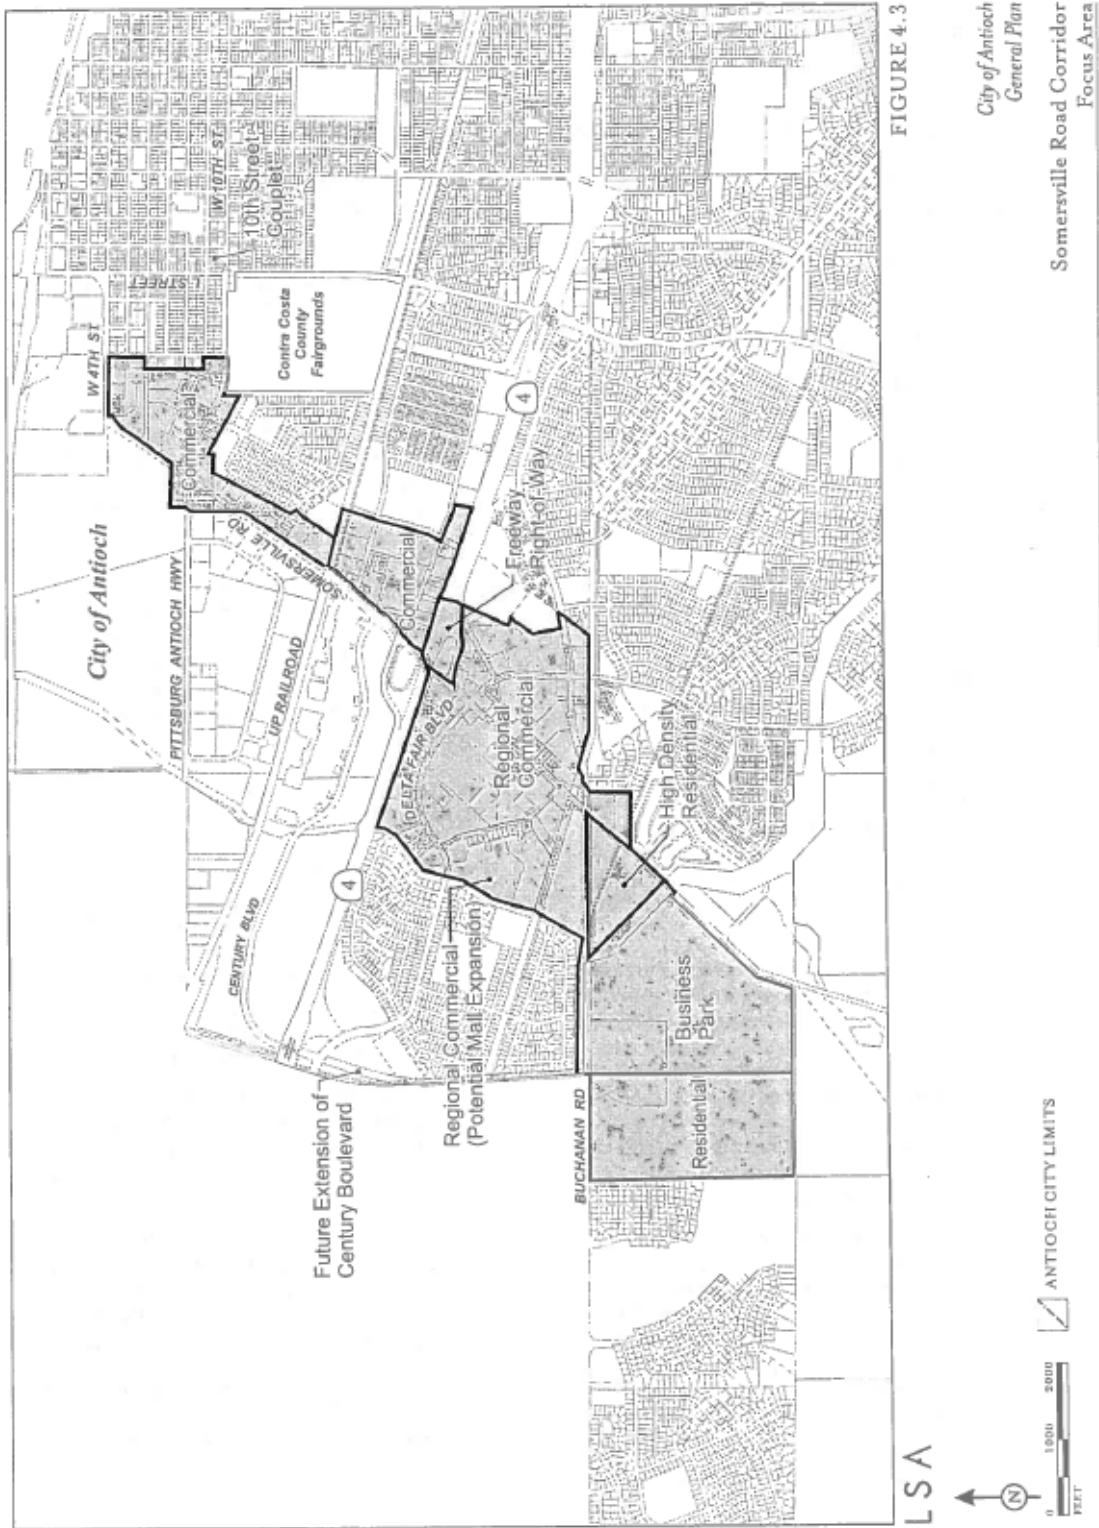 W 4TH ST
L STREET
W 10TH ST
10th Street
Couplet
Contra Costa
County
Fairgrounds
Commercial
City of Antioch
PITTSBURG ANTIOCH HWY
SOMERSVILLE RD
UP RAILROAD
Commercial
4
Freeway
Right-of-Way
CENTURY BLVD
4
DELTA FAIR BLVD
Regional
Commercial
High Density
Residential
Future Extension of
Century Boulevard
Regional Commercial
(Potential Mall Expansion)
BUCHANAN RD
Business
Park
Residential
LSA
FIGURE 4.3
N
0 1000 2000
FEET
ANTIOCH CITY LIMITS
City of Antioch
General Plan
Somersville Road Corridor
Focus Area